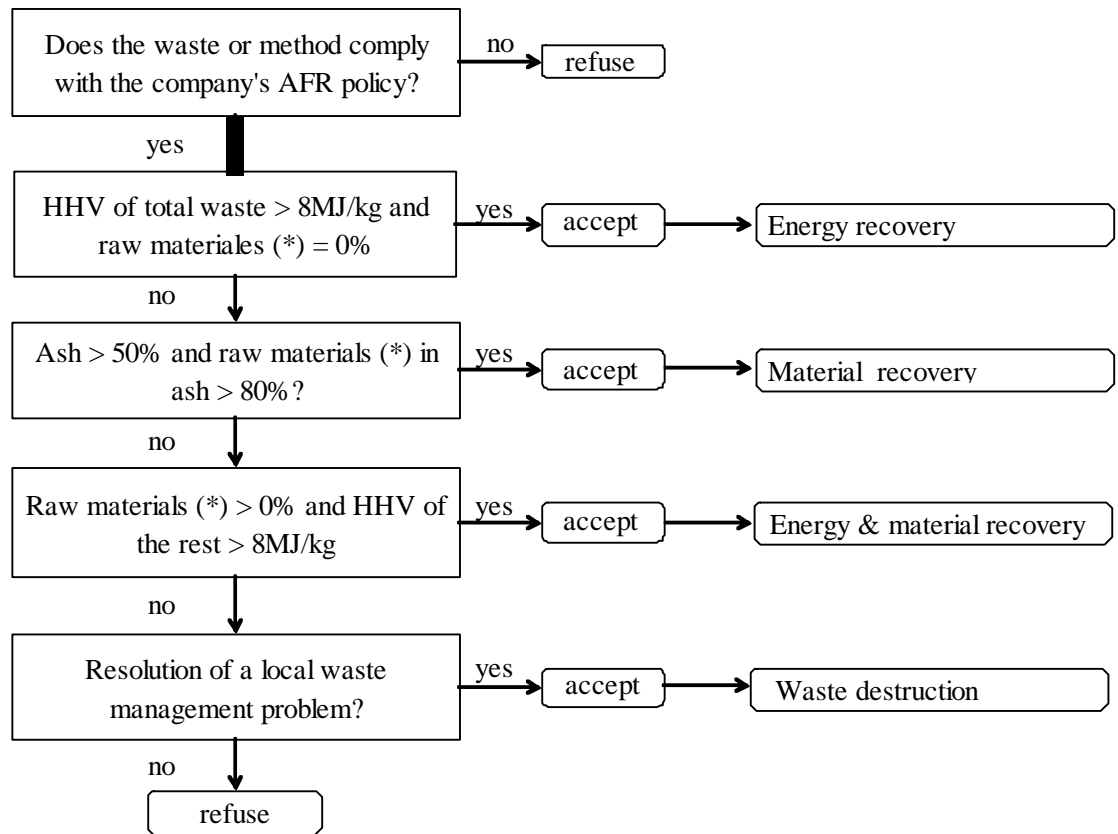 Does the waste or method comply
with the company's AFR policy?
no
refuse
yes
HHV of total waste > 8MJ/kg and
raw materiales (*) = 0%
yes
accept
Energy recovery
no
Ash > 50% and raw materials (*) in
ash > 80%?
yes
accept
Material recovery
no
Raw materials (*) > 0% and HHV of
the rest > 8MJ/kg
yes
accept
Energy & material recovery
no
Resolution of a local waste
management problem?
yes
accept
Waste destruction
no
refuse